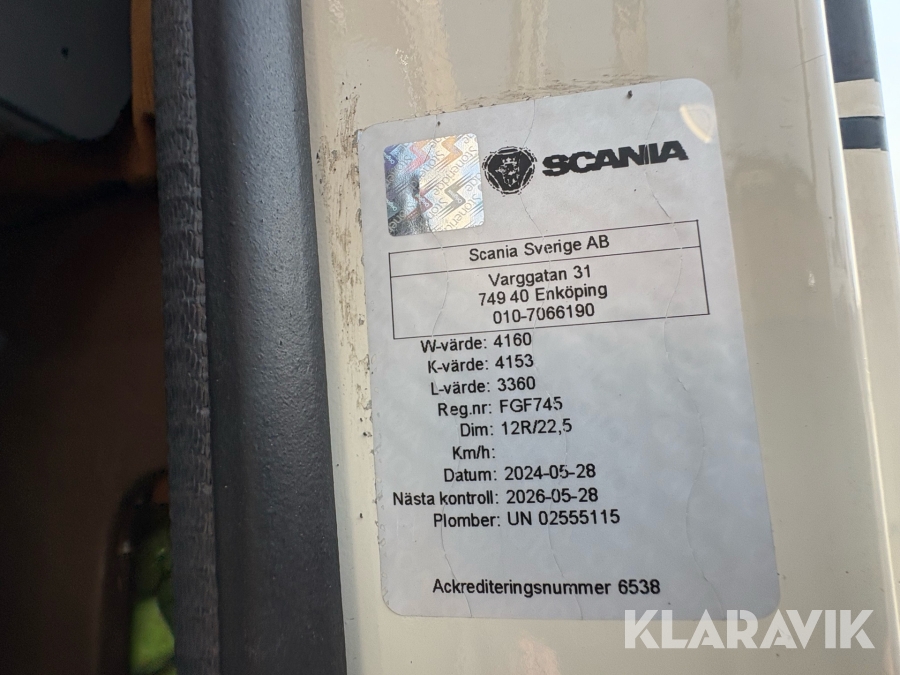 SCANIA
Scania Sverige AB
Varggatan 31
749 40 Enköping
010-7066190
W-värde: 4160
K-värde: 4153
L-värde: 3360
Reg.nr: FGF745
Dim: 12R/22,5
Km/h:
Datum: 2024-05-28
Nästa kontroll: 2026-05-28
Plomber: UN 02555115
Ackrediteringsnummer 6538
KLARAVIK